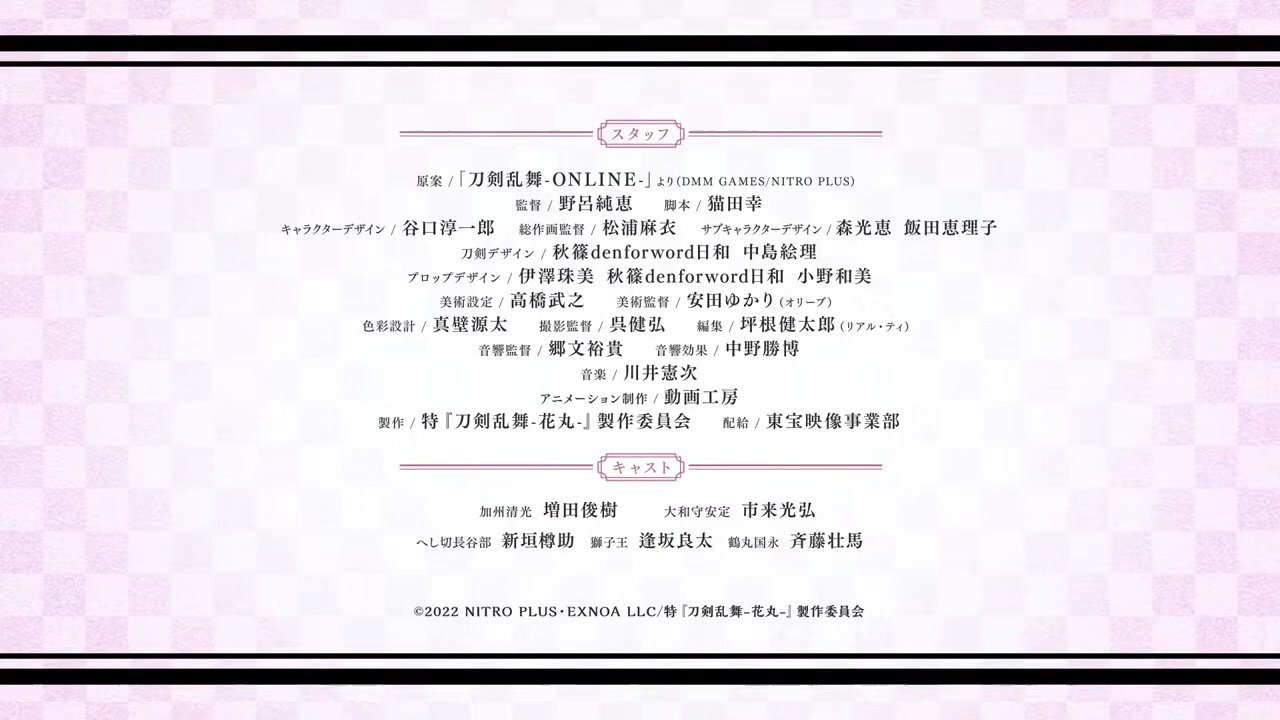 スタッフ
原案 / 「刀剣乱舞-ONLINE-」より(DMM GAMES/NITRO PLUS)
監督 / 野呂純恵 脚本 / 猫田幸
キャラクターデザイン / 谷口淳一郎 総作画監督 / 松浦麻衣 サブキャラクターデザイン / 森光恵 飯田恵理子
刀剣デザイン / 秋篠denforword日和 中島絵理
プロップデザイン / 伊澤珠美 秋篠denforword日和 小野和美
美術設定 / 高橋武之 美術監督 / 安田ゆかり(オリーブ)
色彩設計 / 真壁源太 撮影監督 / 呉健弘 編集 / 坪根健太郎(リアル・ティ)
音響監督 / 郷文裕貴 音響効果 / 中野勝博
音楽 / 川井憲次
アニメーション制作 / 動画工房
製作 / 特『刀剣乱舞-花丸-』製作委員会 配給 / 東宝映像事業部
キャスト
加州清光 増田俊樹 大和守安定 市来光弘
へし切長谷部 新垣樽助 獅子王 逢坂良太 鶴丸国永 斉藤壮馬
©2022 NITRO PLUS・EXNOA LLC/特『刀剣乱舞-花丸-』製作委員会